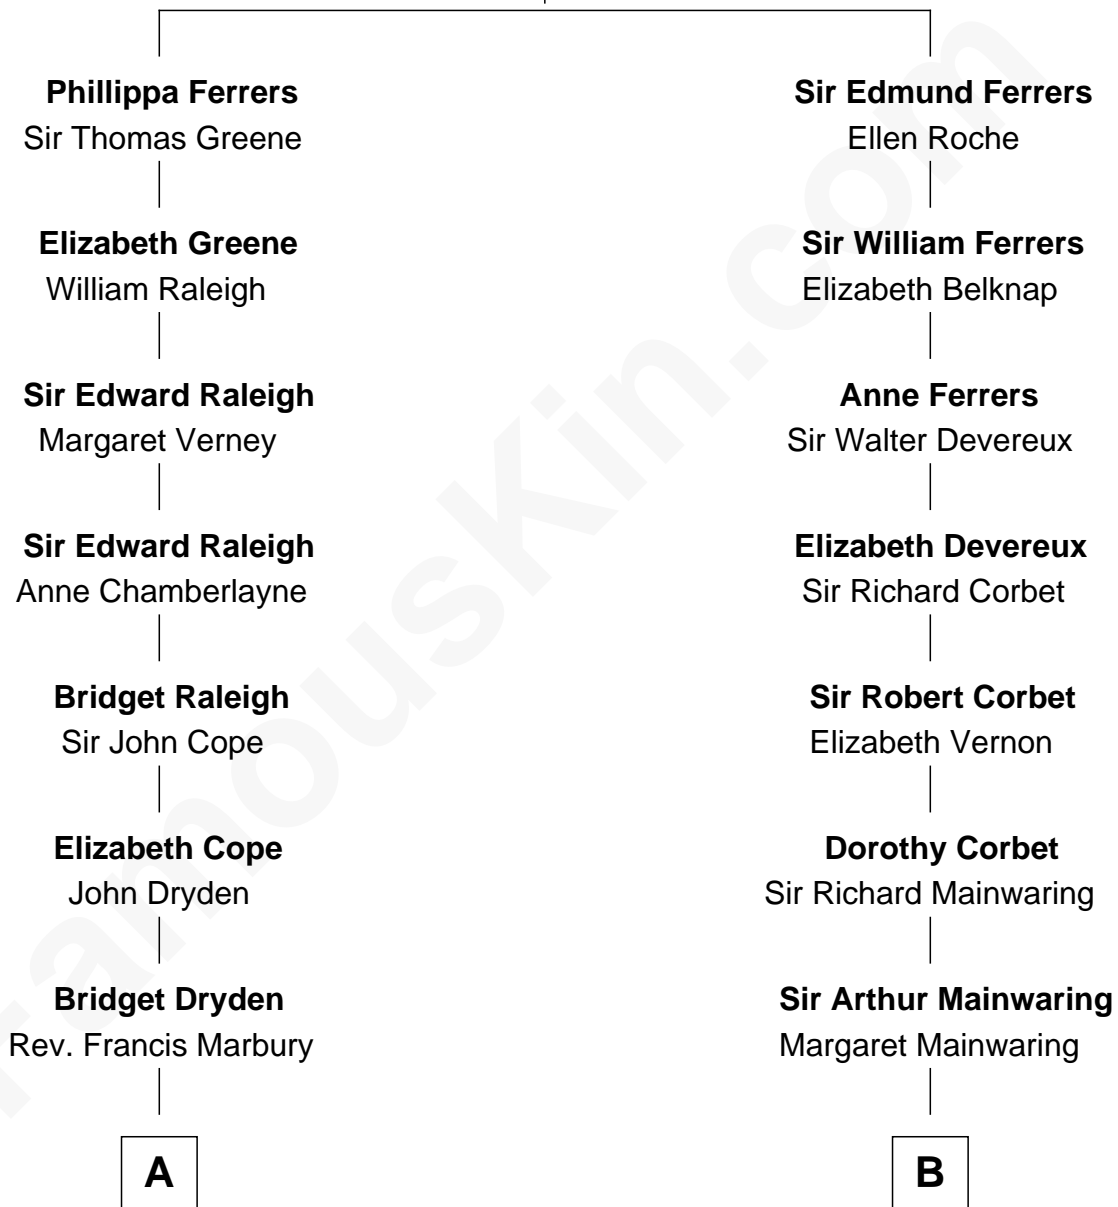 Phillippa Ferrers
Sir Thomas Greene
Elizabeth Greene
William Raleigh
Sir Edward Raleigh
Margaret Verney
Sir Edward Raleigh
Anne Chamberlayne
Bridget Raleigh
Sir John Cope
Elizabeth Cope
John Dryden
Bridget Dryden
Rev. Francis Marbury
A
Sir Edmund Ferrers
Ellen Roche
Sir William Ferrers
Elizabeth Belknap
Anne Ferrers
Sir Walter Devereux
Elizabeth Devereux
Sir Richard Corbet
Sir Robert Corbet
Elizabeth Vernon
Dorothy Corbet
Sir Richard Mainwaring
Sir Arthur Mainwaring
Margaret Mainwaring
B
FamousKin.com